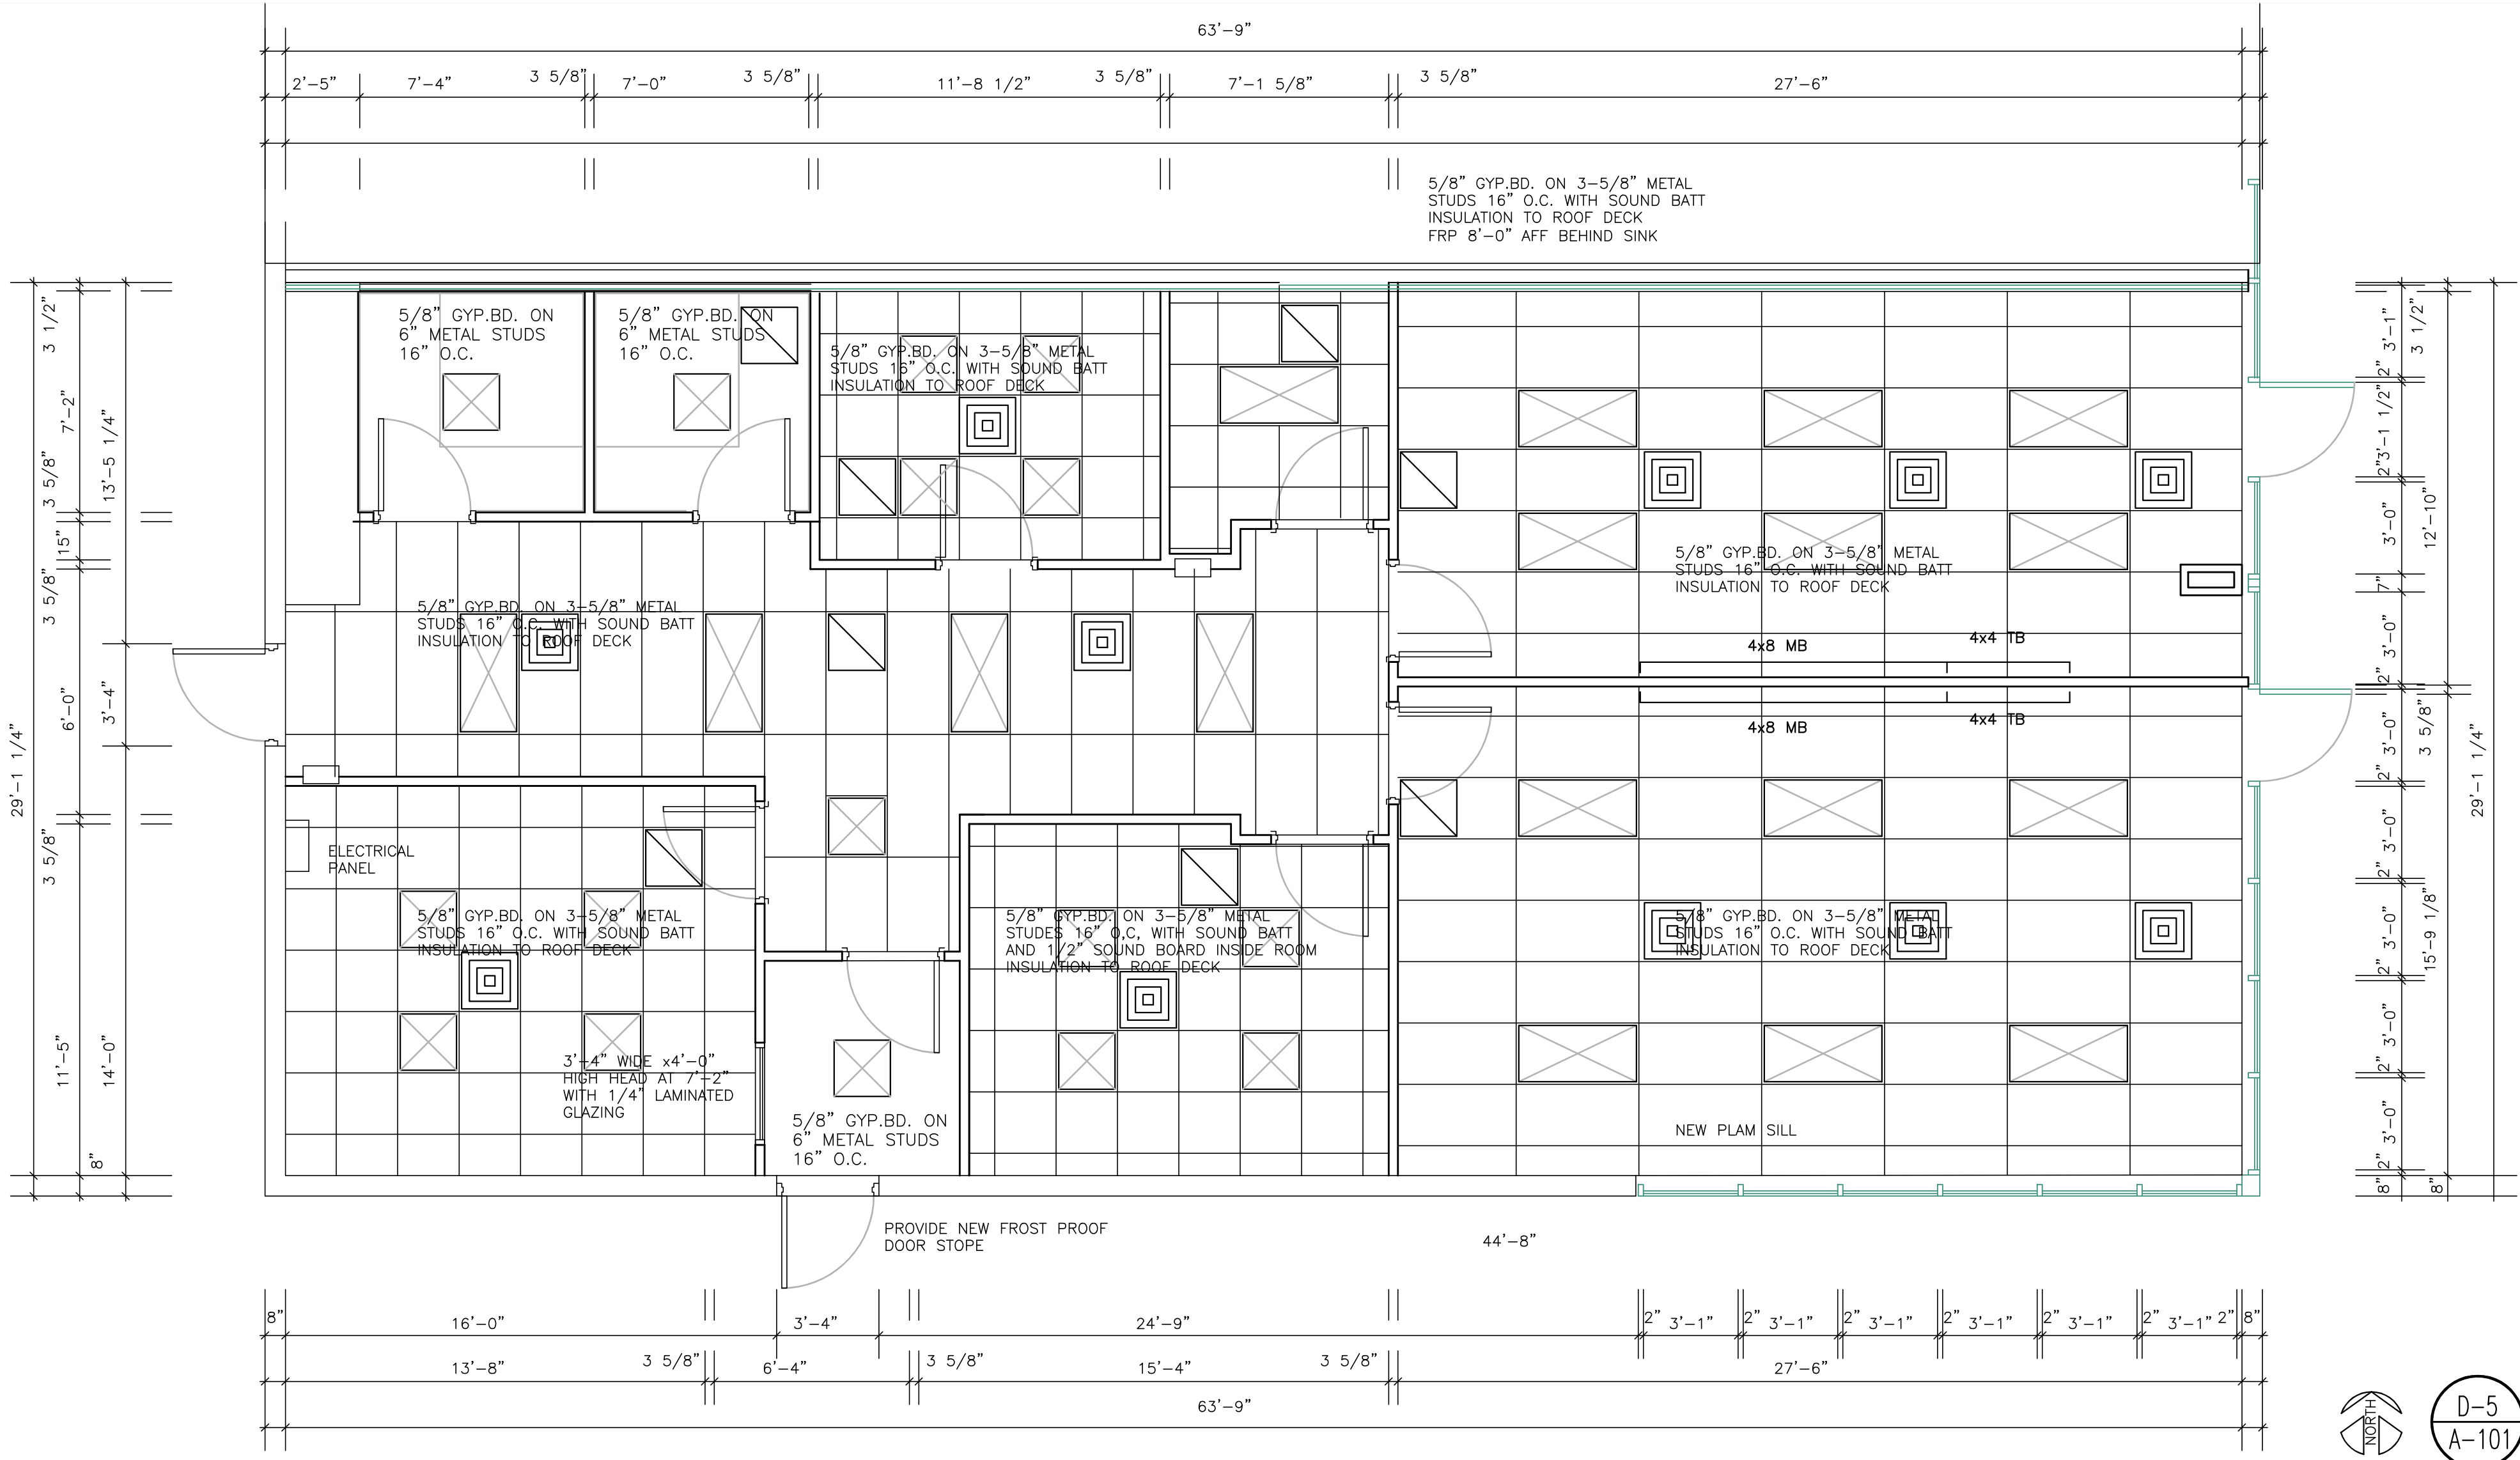 63'-9"
2'-5"
7'-4"
3 5/8"
7'-0"
3 5/8"
11'-8 1/2"
3 5/8"
7'-1 5/8"
3 5/8"
27'-6"
5/8" GYP.BD. ON 3-5/8" METAL
STUDS 16" O.C. WITH SOUND BATT
INSULATION TO ROOF DECK
FRP 8'-0" AFF BEHIND SINK
5/8" GYP.BD. ON
6" METAL STUDS
16" O.C.
5/8" GYP.BD. ON
6" METAL STUDS
16" O.C.
5/8" GYP.BD. ON 3-5/8" METAL
STUDS 16" O.C. WITH SOUND BATT
INSULATION TO ROOF DECK
5/8" GYP.BD. ON 3-5/8" METAL
STUDS 16" O.C. WITH SOUND BATT
INSULATION TO ROOF DECK
5/8" GYP.BD. ON 3-5/8" METAL
STUDS 16" O.C. WITH SOUND BATT
INSULATION TO ROOF DECK
4x8 MB
4x4 TB
4x8 MB
4x4 TB
ELECTRICAL
PANEL
5/8" GYP.BD. ON 3-5/8" METAL
STUDS 16" O.C. WITH SOUND BATT
INSULATION TO ROOF DECK
5/8" GYP.BD. ON 3-5/8" METAL
STUDES 16" O,C, WITH SOUND BATT
AND 1/2" SOUND BOARD INSIDE ROOM
INSULATION TO ROOF DECK
5/8" GYP.BD. ON 3-5/8" METAL
STUDS 16" O.C. WITH SOUND BATT
INSULATION TO ROOF DECK
3'-4" WIDE x4'-0"
HIGH HEAD AT 7'-2"
WITH 1/4" LAMINATED
GLAZING
5/8" GYP.BD. ON
6" METAL STUDS
16" O.C.
NEW PLAM SILL
PROVIDE NEW FROST PROOF
DOOR STOPE
44'-8"
29'-1 1/4"
3 1/2"
7'-2"
3 5/8"
15"
3 5/8"
6'-0"
3 5/8"
11'-5"
13'-5 1/4"
3'-4"
14'-0"
8"
3'-1"
2"
3'-1 1/2"
2"
3'-0"
7"
3'-0"
2"
3'-0"
2"
3'-0"
2"
3'-0"
2"
3'-0"
2"
3'-0"
2"
8"
3 1/2"
12'-10"
3 5/8"
15'-9 1/8"
8"
29'-1 1/4"
8"
16'-0"
3'-4"
24'-9"
2"
3'-1"
2"
3'-1"
2"
3'-1"
2"
3'-1"
2"
3'-1"
2"
3'-1"
2"
8"
13'-8"
3 5/8"
6'-4"
3 5/8"
15'-4"
3 5/8"
27'-6"
63'-9"
NORTH
D-5
A-101